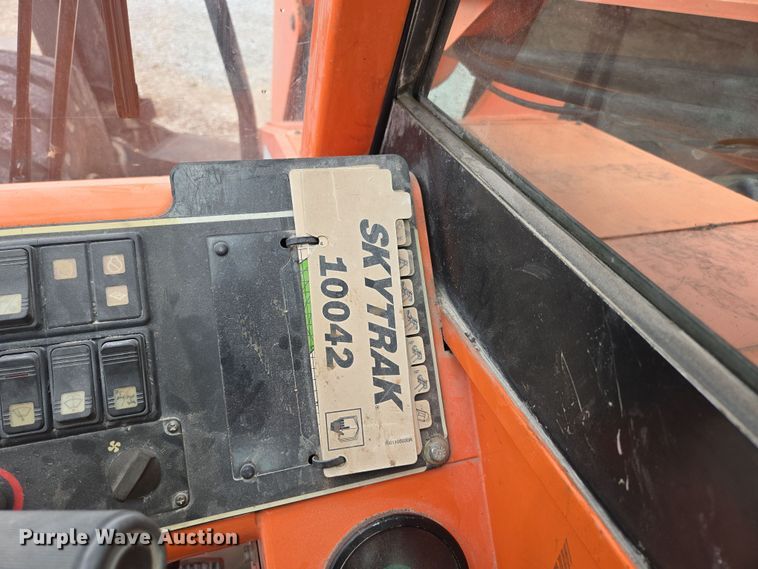 SKYTRAK
10042
Purple Wave Auction